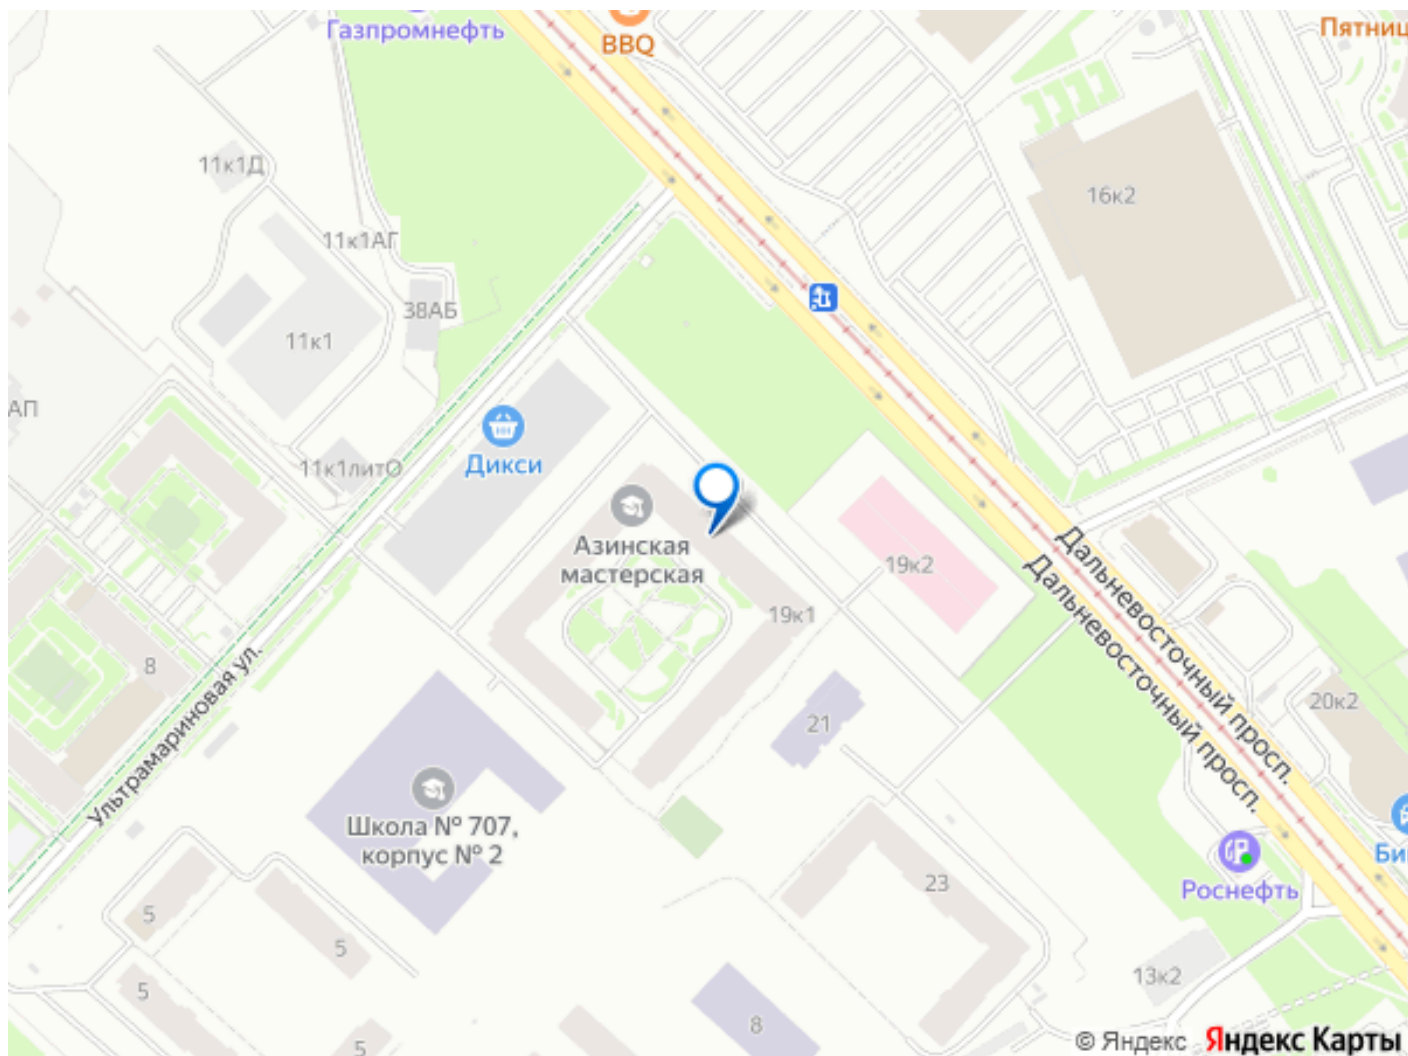 Газпромнефть
BBQ
Пятниц
11к1Д
16к2
11к1АГ
38АБ
11к1
АП
Дикси
11к1литО
Азинская
мастерская
19к2
Дальневосточный просп.
Дальневосточный просп.
19к1
8
Ультрамариновая ул.
21
20к2
Школа № 707,
корпус № 2
Би
Роснефть
23
5
5
5
13к2
8
5
© Яндекс Яндекс Карты